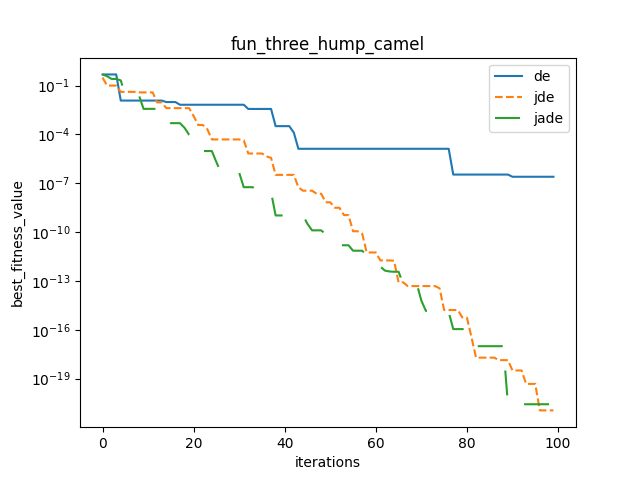 fun_three_hump_camel
best_fitness_value
10⁻¹
10⁻⁴
10⁻⁷
10⁻¹⁰
10⁻¹³
10⁻¹⁶
10⁻¹⁹
de
jde
jade
0 20 40 60 80 100
iterations